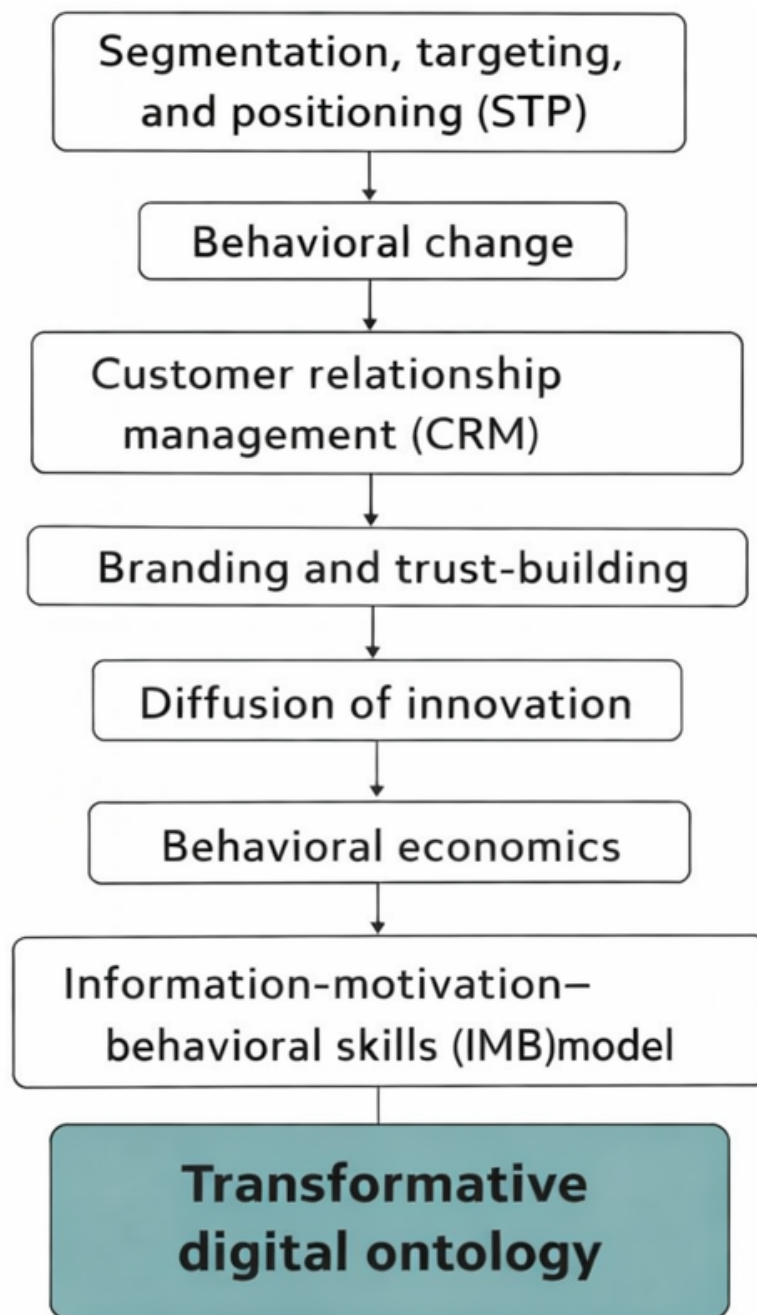 Segmentation, targeting,
and positioning (STP)
Behavioral change
Customer relationship
management (CRM)
Branding and trust-building
Diffusion of innovation
Behavioral economics
Information-motivation–
behavioral skills (IMB)model
Transformative
digital ontology